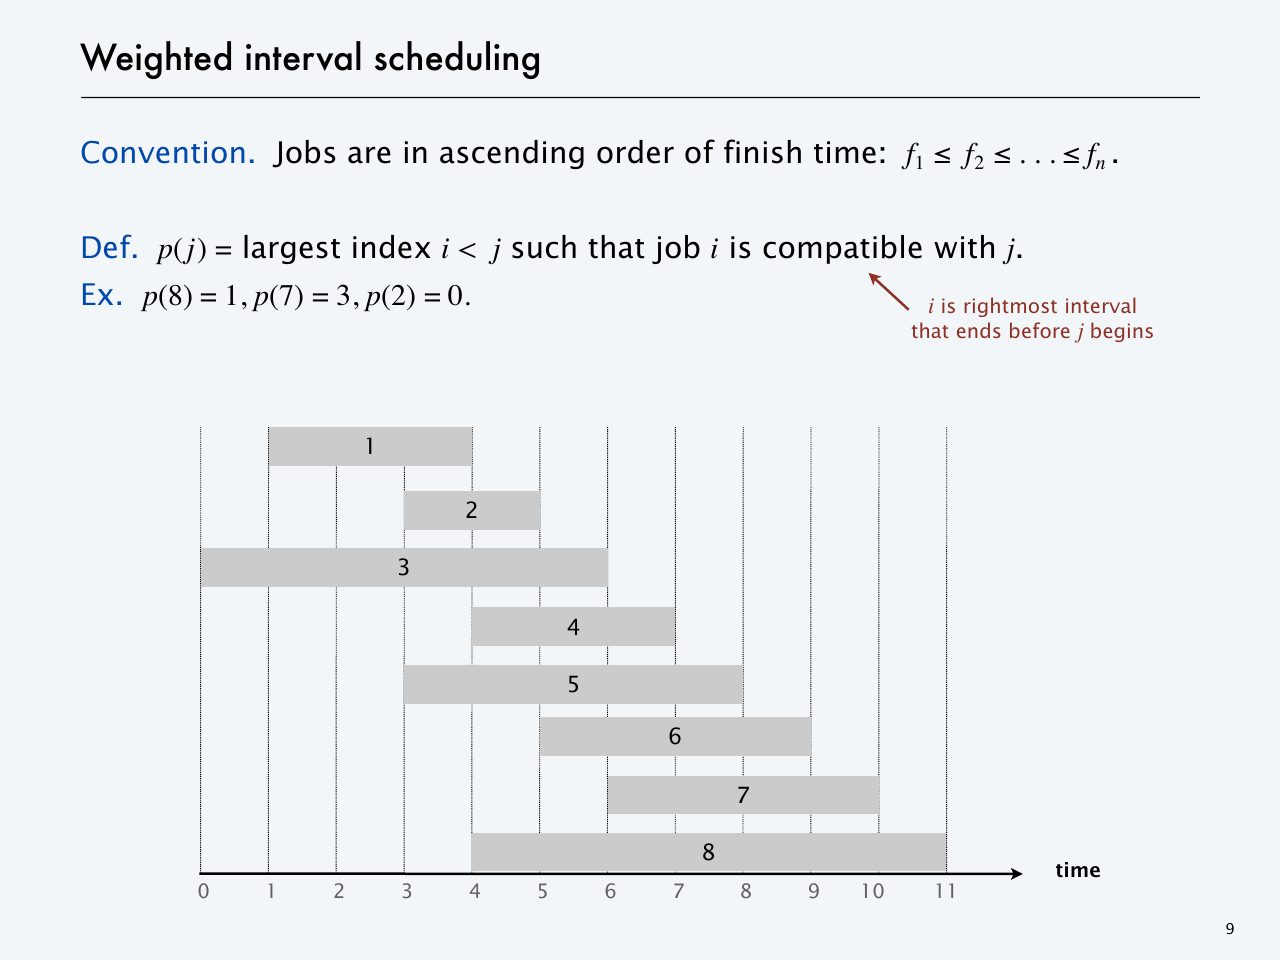 Weighted interval scheduling
Convention. Jobs are in ascending order of finish time: f₁ ≤ f₂ ≤ . . . ≤ fₙ .
Def. p(j) = largest index i < j such that job i is compatible with j.
Ex. p(8) = 1, p(7) = 3, p(2) = 0.
i is rightmost interval
that ends before j begins
1
2
3
4
5
6
7
8
time
0 1 2 3 4 5 6 7 8 9 10 11
9